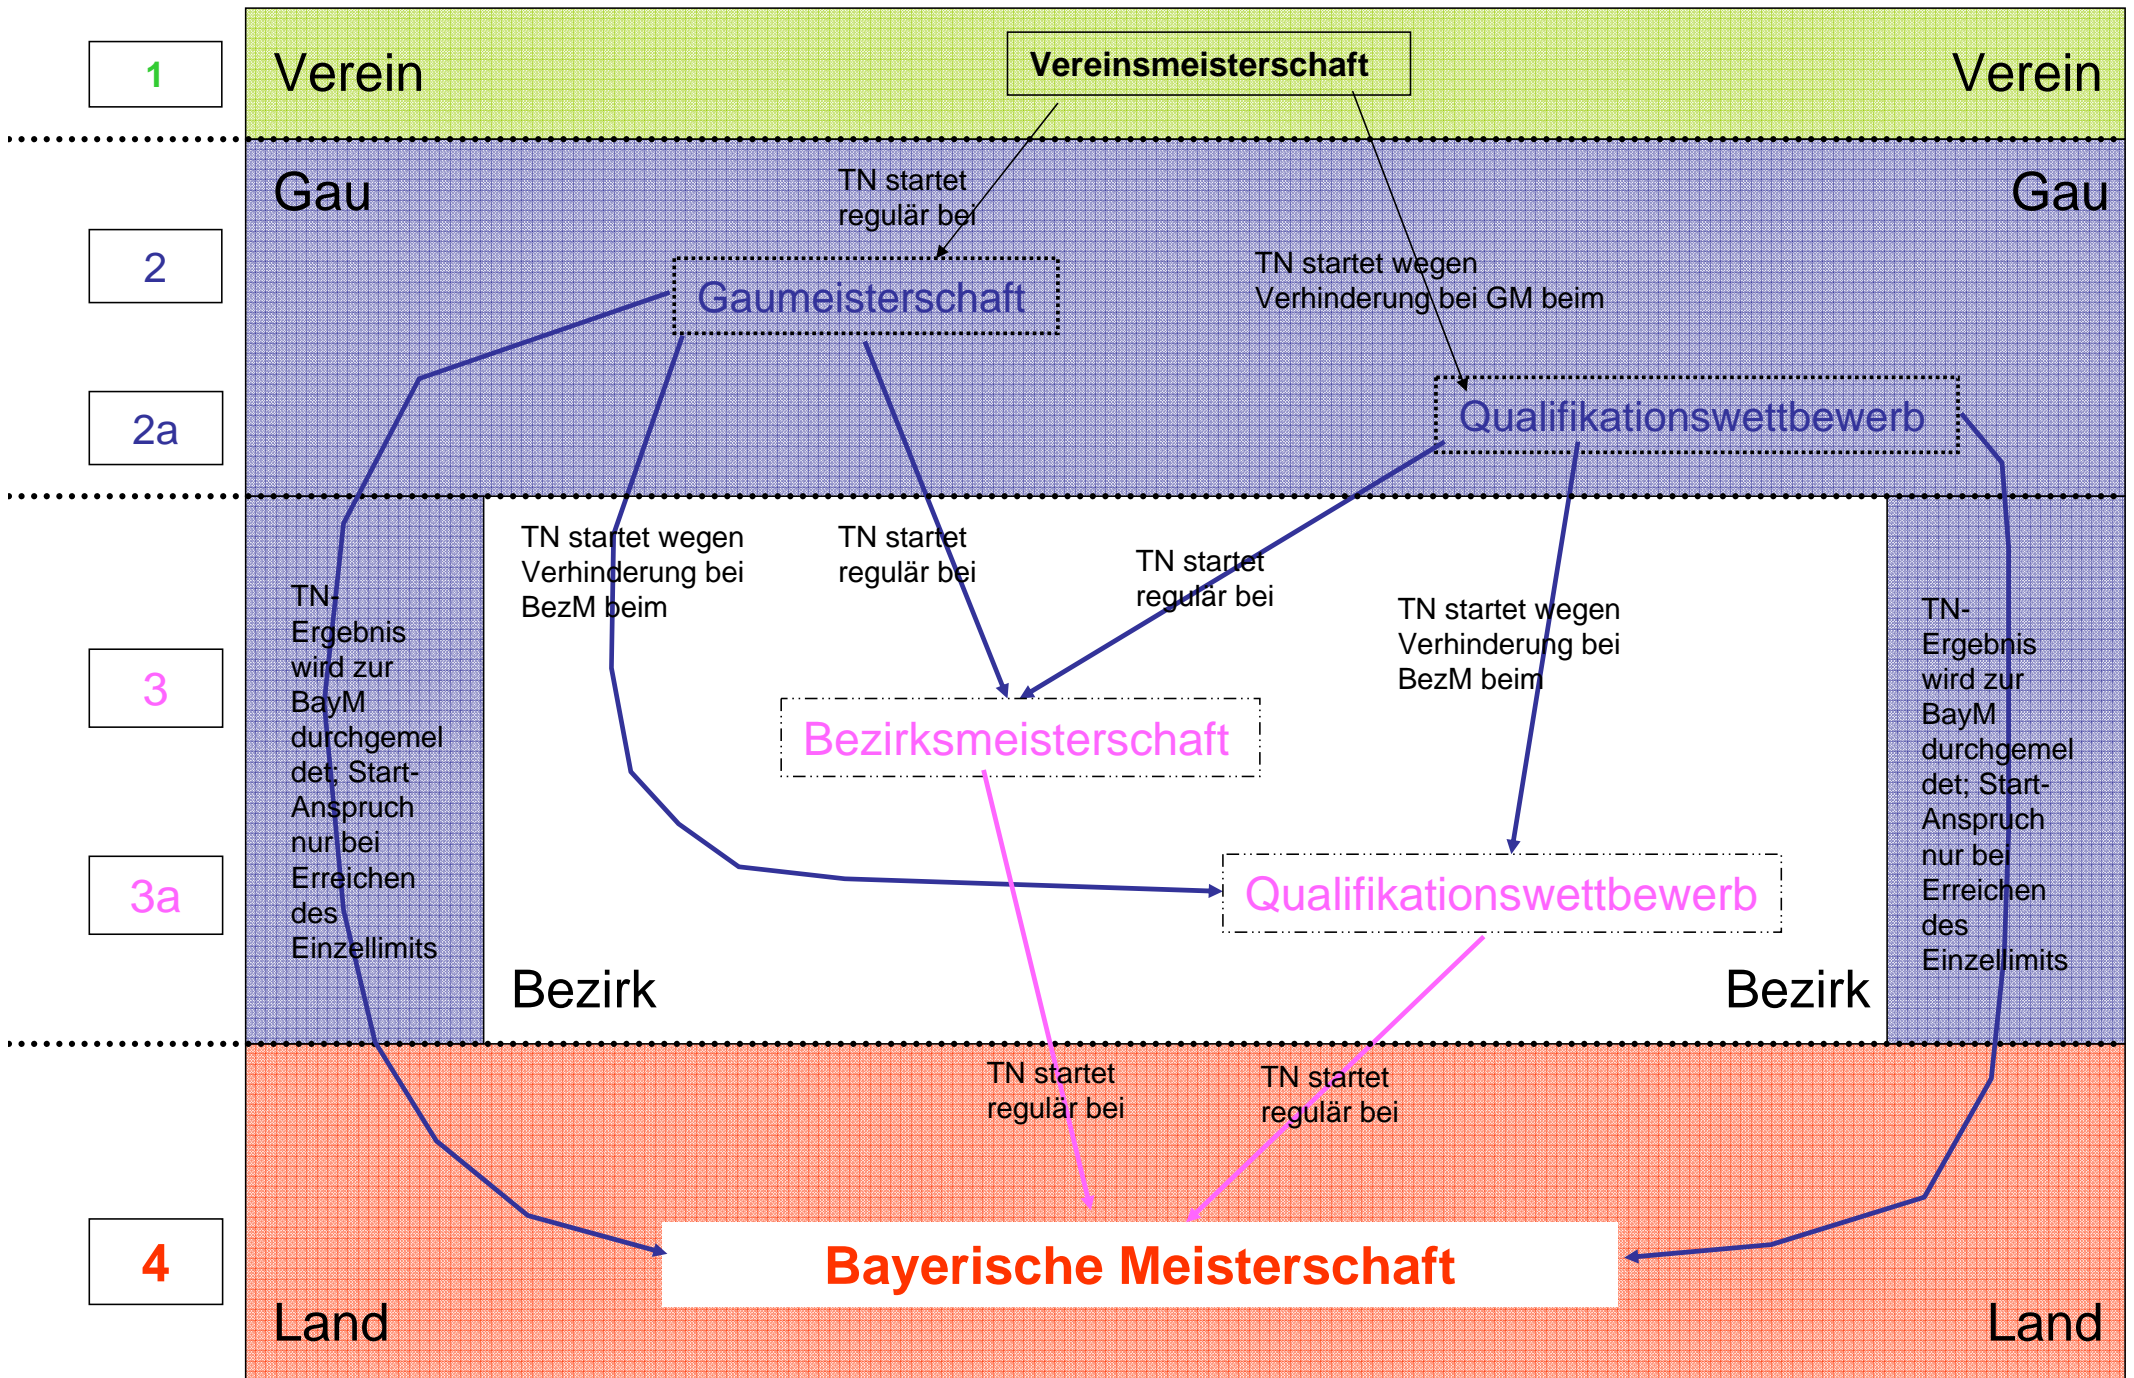 1
Verein
Vereinsmeisterschaft
Verein
Gau
TN startet
regulär bei
Gau
2
Gaumeisterschaft
TN startet wegen
Verhinderung bei GM beim
2a
Qualifikationswettbewerb
TN startet wegen
Verhinderung bei
BezM beim
TN startet
regulär bei
TN startet
regulär bei
TN startet wegen
Verhinderung bei
BezM beim
TN-
Ergebnis
wird zur
BayM
durchgemel
det; Start-
Anspruch
nur bei
Erreichen
des
Einzellimits
TN-
Ergebnis
wird zur
BayM
durchgemel
det; Start-
Anspruch
nur bei
Erreichen
des
Einzellimits
3
Bezirksmeisterschaft
3a
Qualifikationswettbewerb
Bezirk
Bezirk
TN startet
regulär bei
TN startet
regulär bei
4
Bayerische Meisterschaft
Land
Land